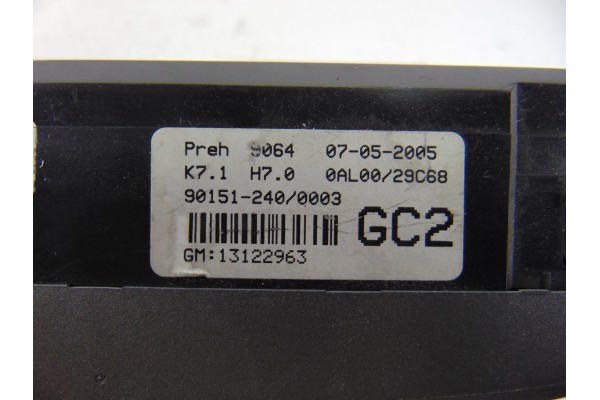 Preh 9064 07-05-2005
K7.1 H7.0 0AL00/29C68
90151-240/0003
GC2
GM:13122963